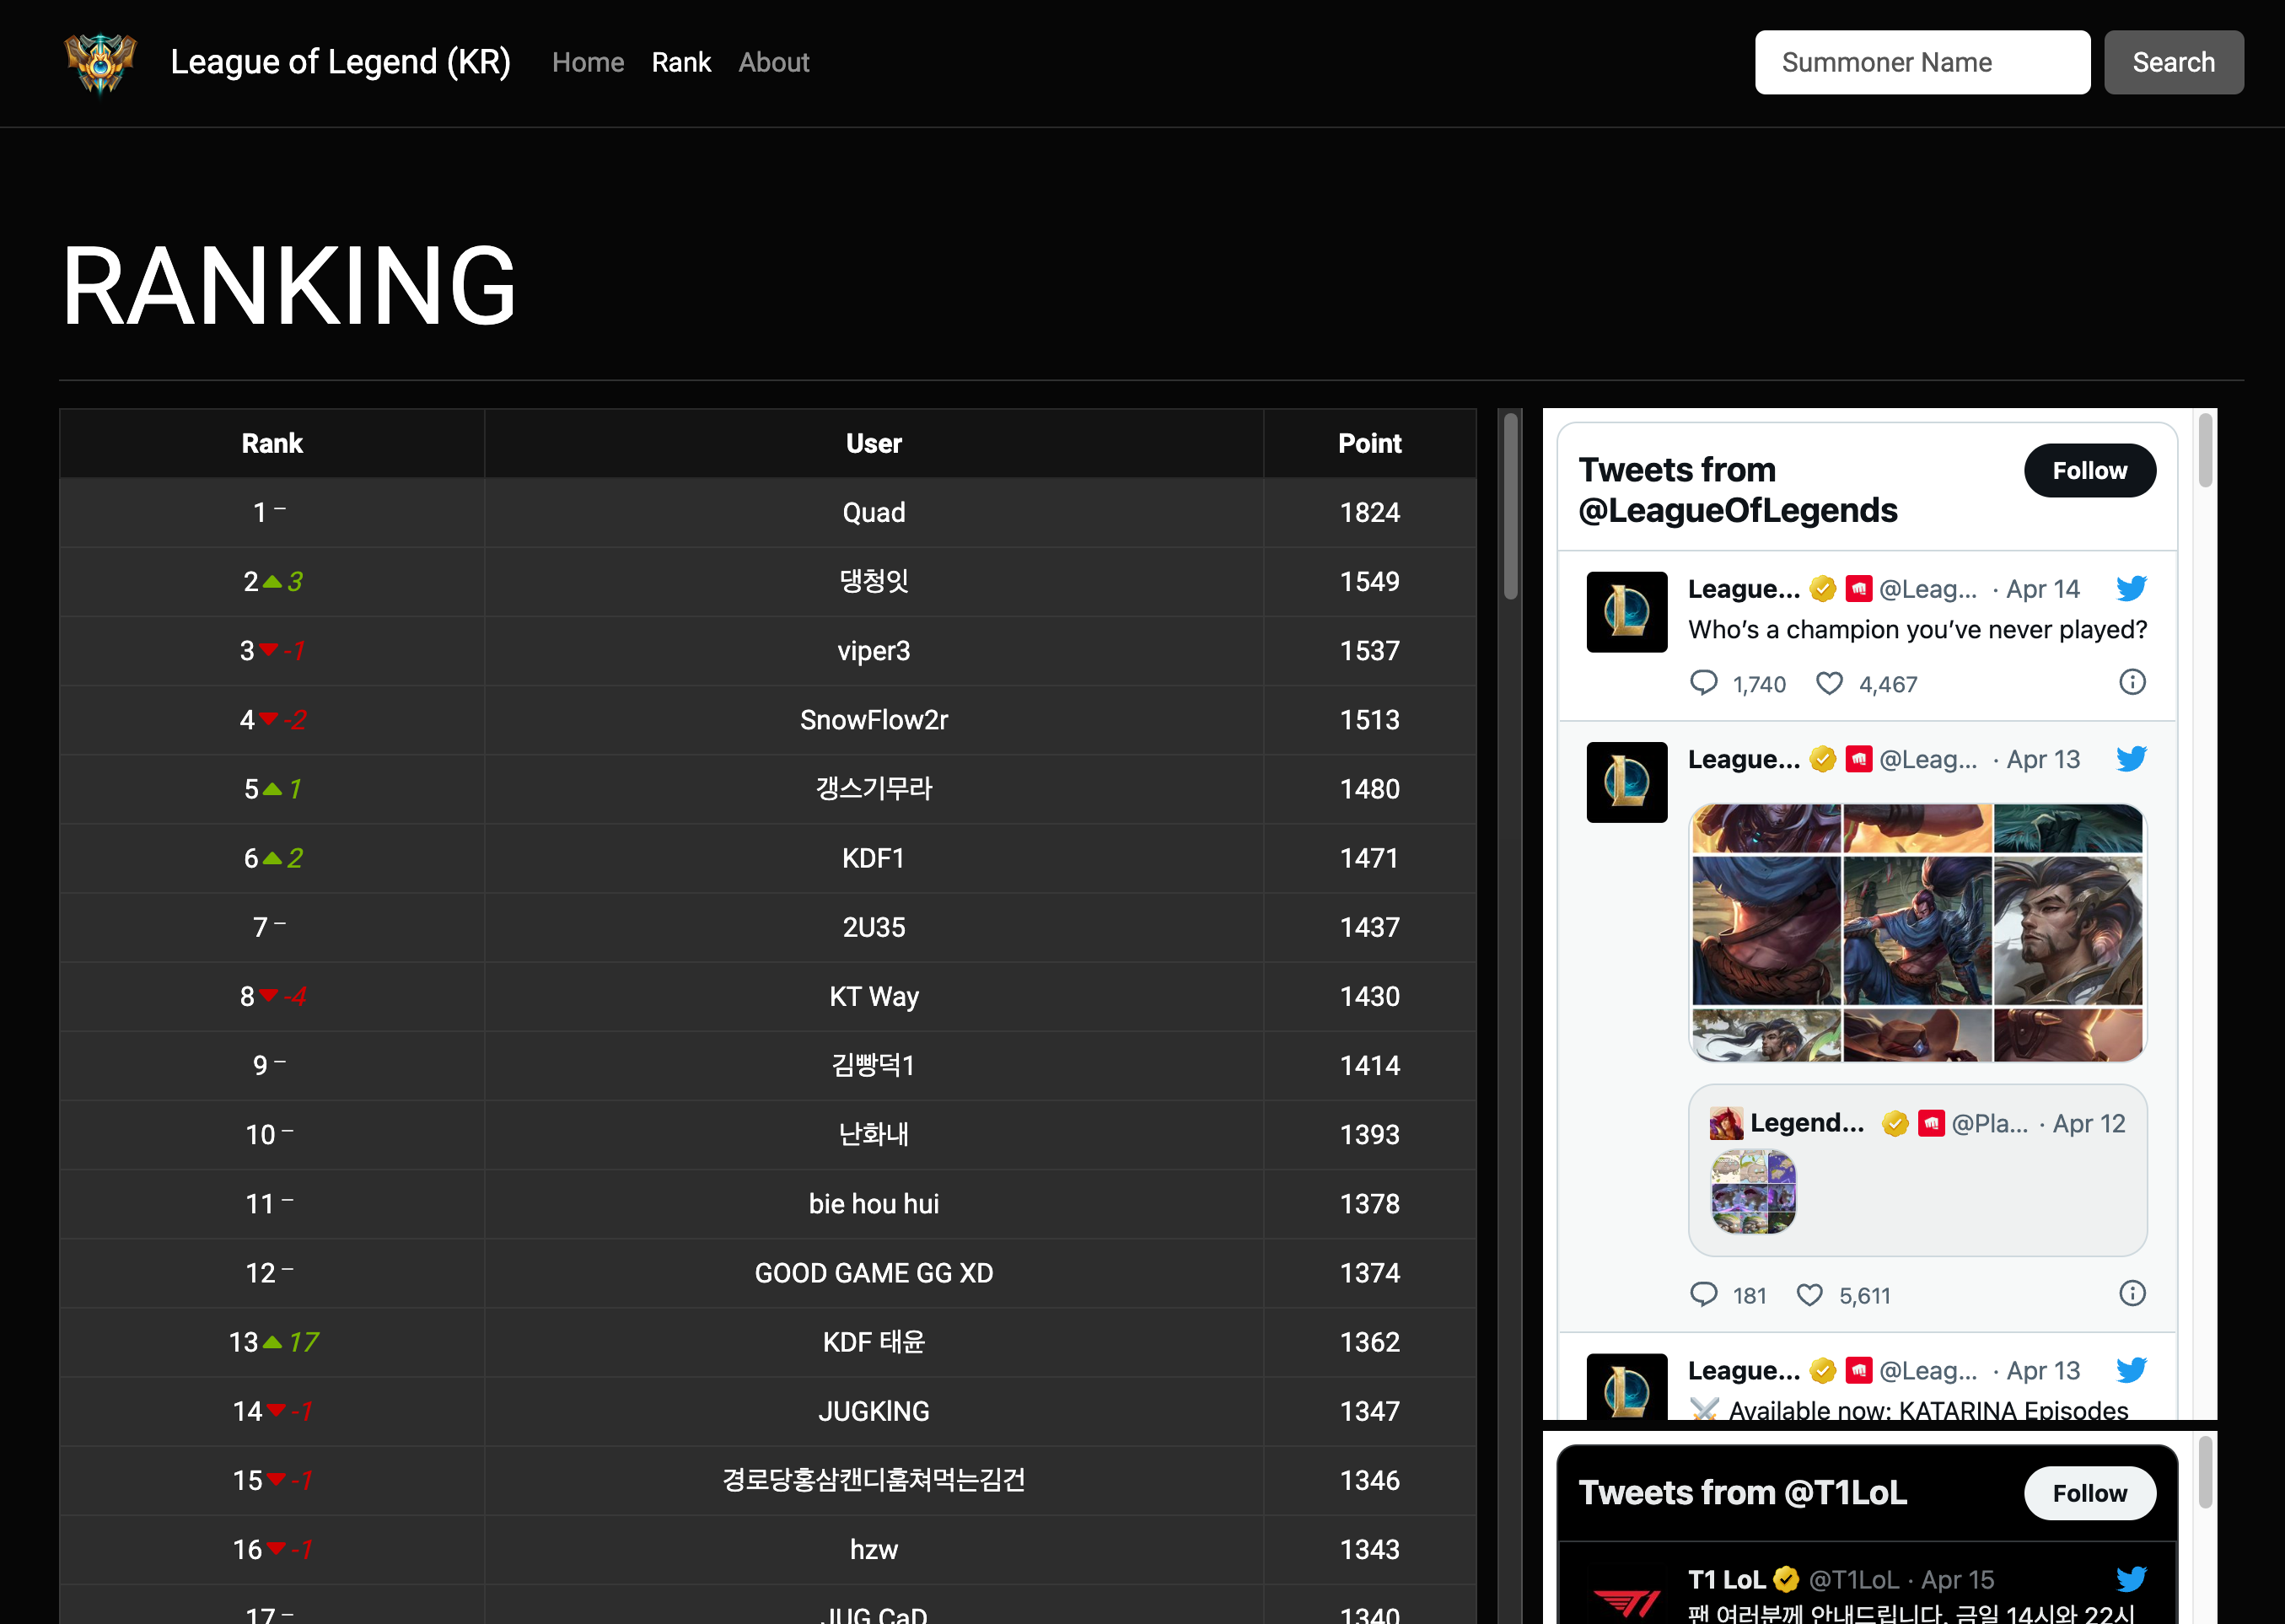 League of Legend (KR) Home Rank About Summoner Name Search
RANKING
Rank User Point
1 – Quad 1824
2 ▲ 3 댕청잇 1549
3 ▼ -1 viper3 1537
4 ▼ -2 SnowFlow2r 1513
5 ▲ 1 갱스기무라 1480
6 ▲ 2 KDF1 1471
7 – 2U35 1437
8 ▼ -4 KT Way 1430
9 – 김빵덕1 1414
10 – 난화내 1393
11 – bie hou hui 1378
12 – GOOD GAME GG XD 1374
13 ▲ 17 KDF 태윤 1362
14 ▼ -1 JUGKlNG 1347
15 ▼ -1 경로당홍삼캔디훔쳐먹는김건 1346
16 ▼ -1 hzw 1343
17 – JUG CaD 1340
Tweets from
@LeagueOfLegends
Follow
League... @Leag... · Apr 14
Who’s a champion you’ve never played?
1,740 4,467
League... @Leag... · Apr 13
Legend... @Pla... · Apr 12
181 5,611
League... @Leag... · Apr 13
⚔️ Available now: KATARINA Episodes
Tweets from @T1LoL
Follow
T1 LoL @T1LoL · Apr 15
팬 여러분께 안내드립니다. 금일 14시와 22시